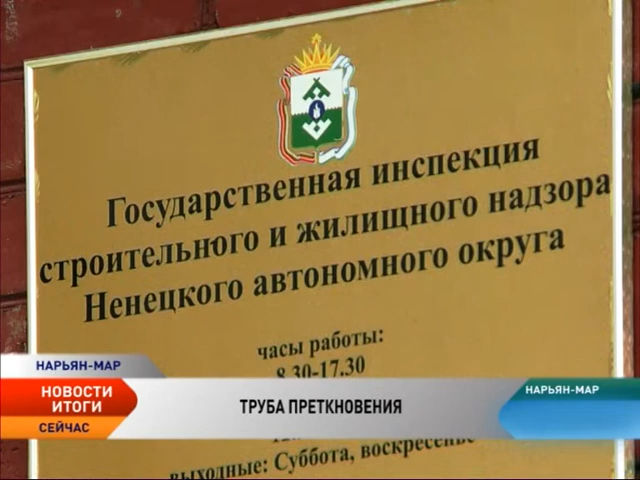 Государственная инспекция
строительного и жилищного надзора
Ненецкого автономного округа
часы работы:
8.30-17.30
НАРЬЯН-МАР
НОВОСТИ
ИТОГИ
СЕЙЧАС
ТРУБА ПРЕТКНОВЕНИЯ
НАРЬЯН-МАР
выходные: Суббота, воскресенье